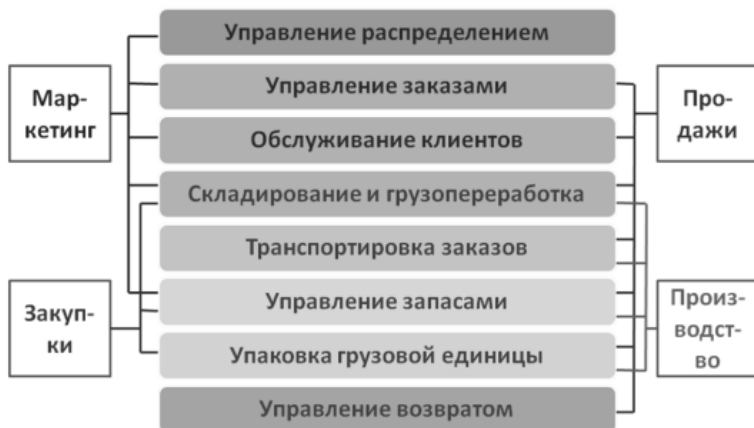 Управление распределением
Управление заказами
Мар-
кетинг
Про-
дажи
Обслуживание клиентов
Складирование и грузопереработка
Транспортировка заказов
Управление запасами
Закуп-
ки
Произ-
водст-
во
Упаковка грузовой единицы
Управление возвратом